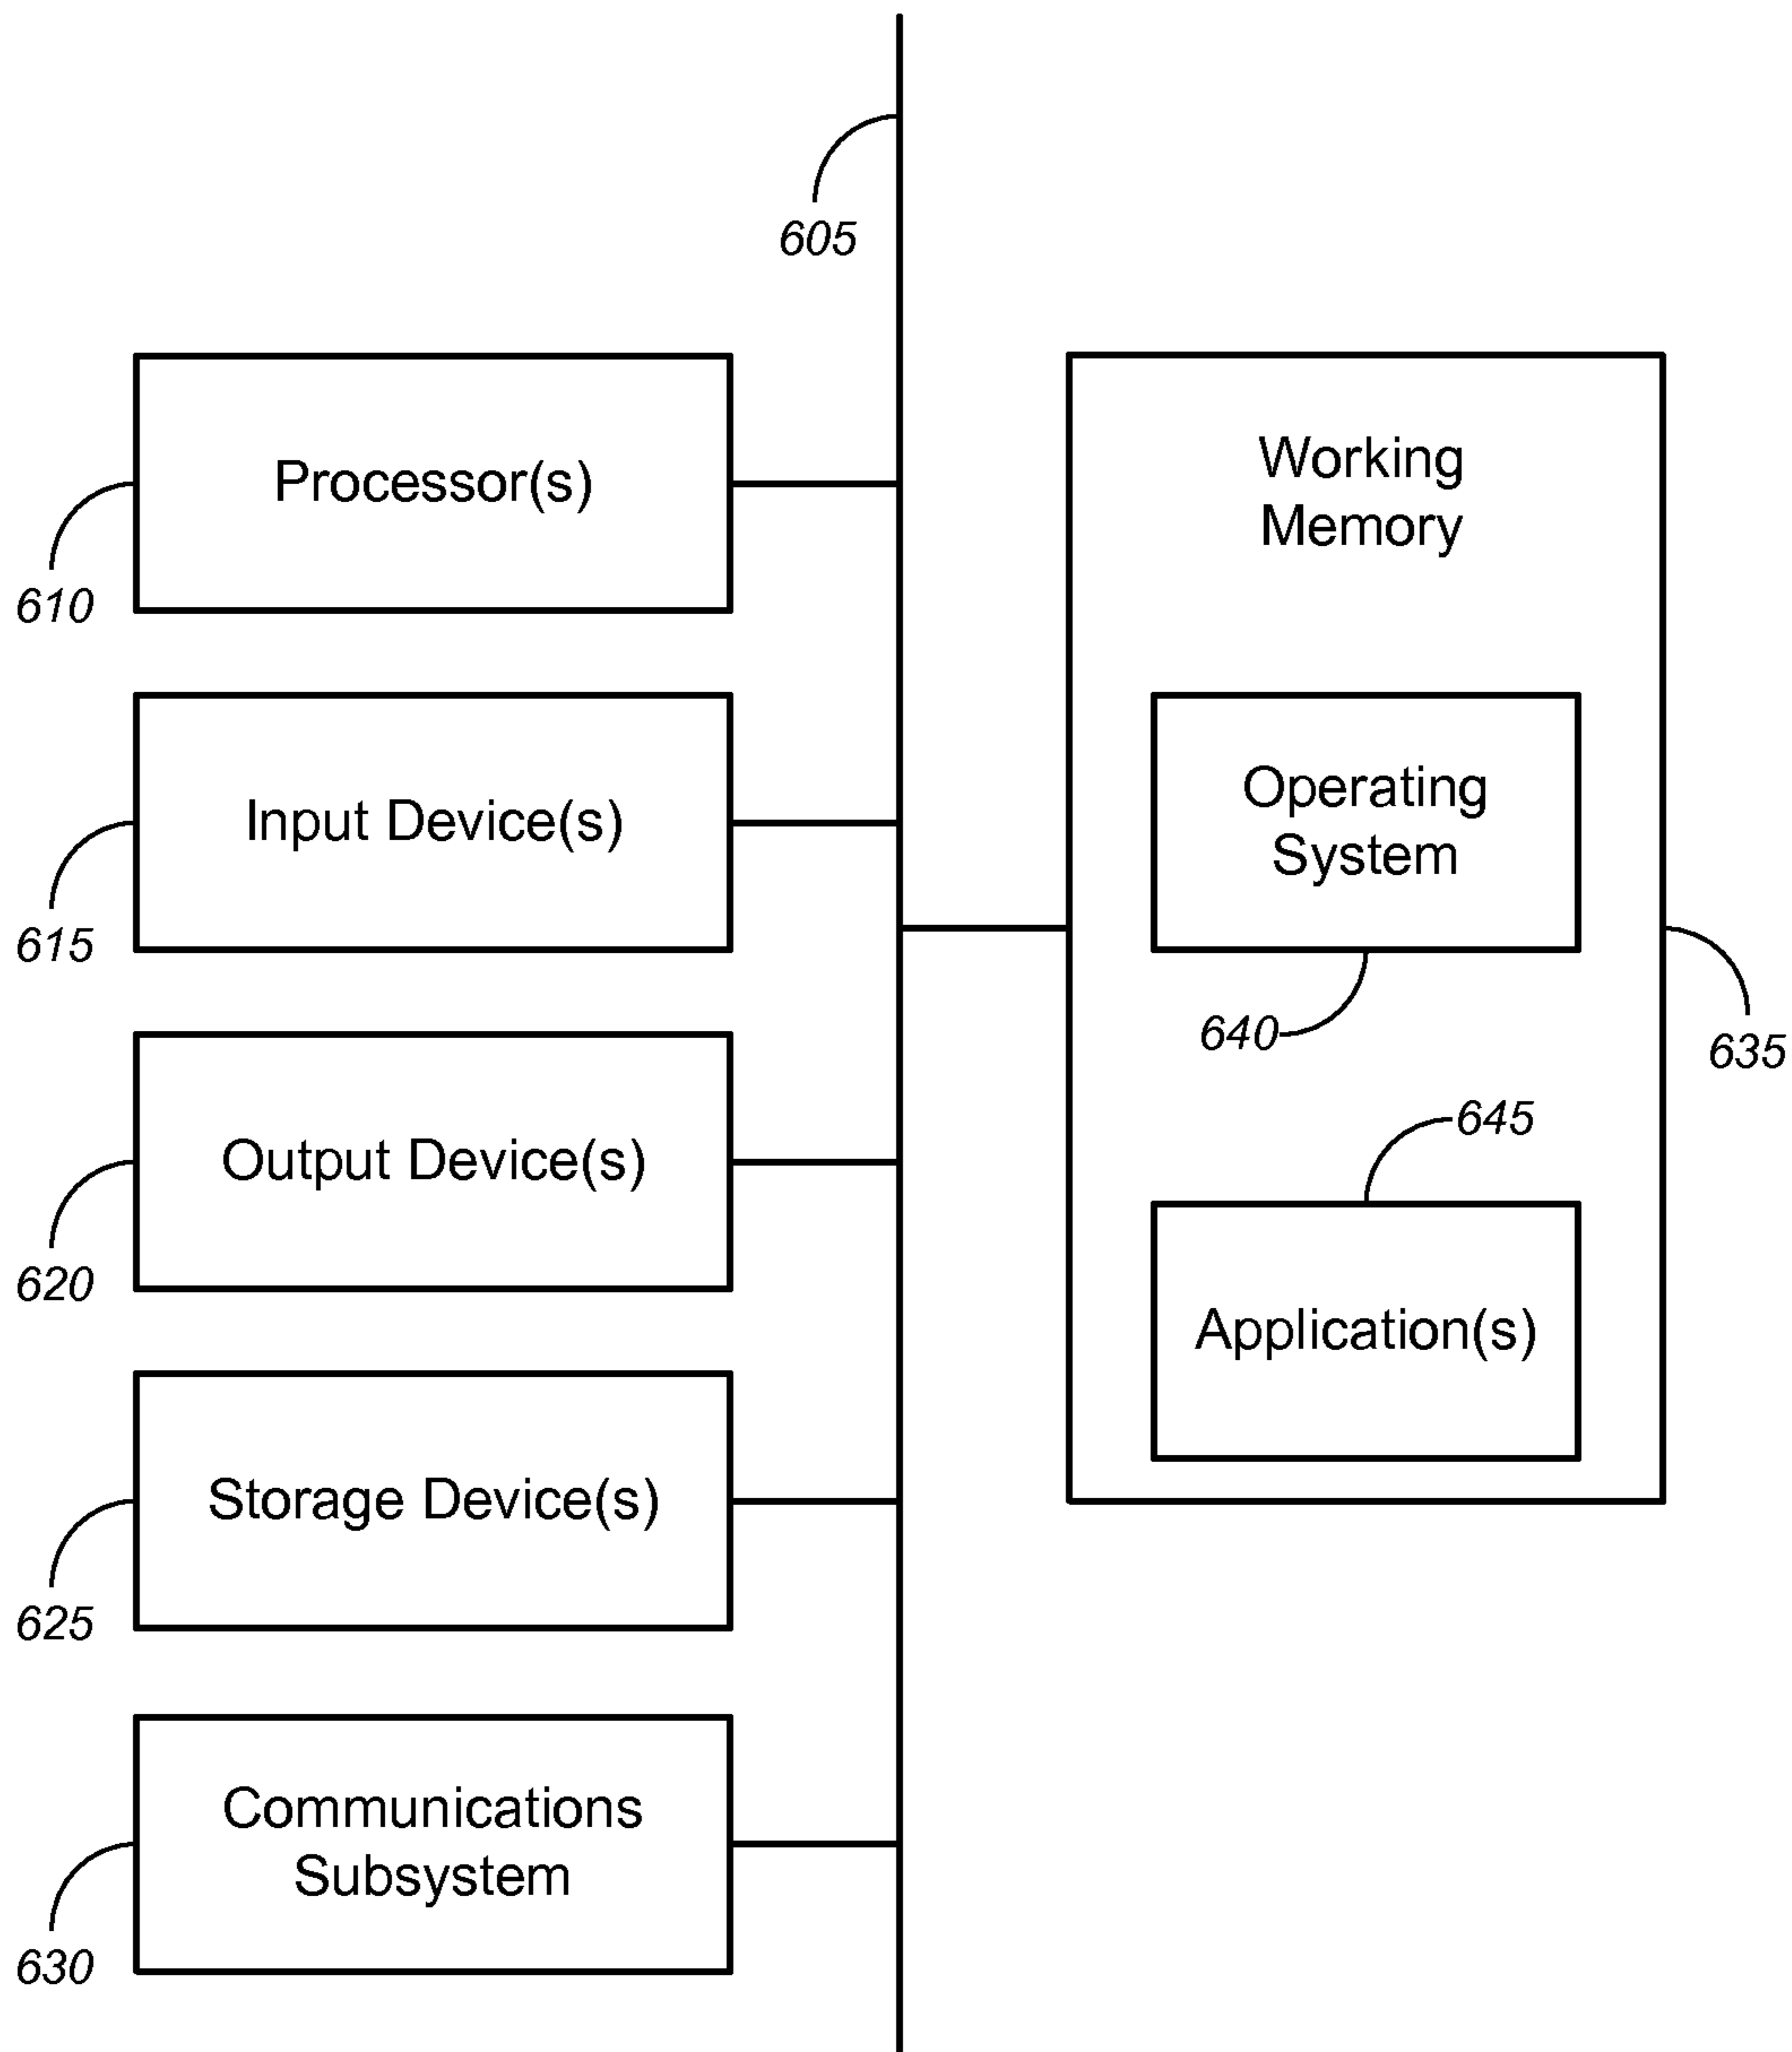 605
Processor(s)
610
Input Device(s)
615
Output Device(s)
620
Storage Device(s)
625
Communications
Subsystem
630
Working
Memory
Operating
System
640
635
645
Application(s)